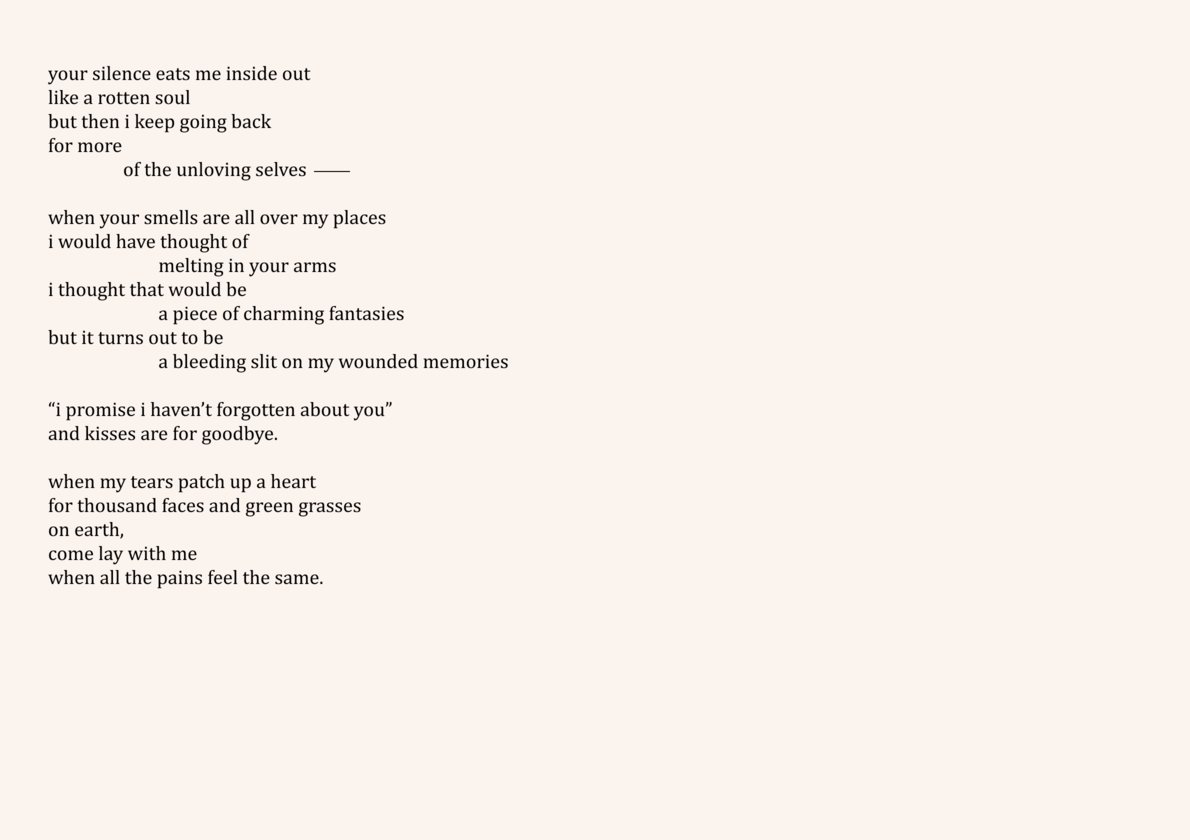 your silence eats me inside out
like a rotten soul
but then i keep going back
for more
of the unloving selves ——
when your smells are all over my places
i would have thought of
melting in your arms
i thought that would be
a piece of charming fantasies
but it turns out to be
a bleeding slit on my wounded memories
“i promise i haven’t forgotten about you”
and kisses are for goodbye.
when my tears patch up a heart
for thousand faces and green grasses
on earth,
come lay with me
when all the pains feel the same.